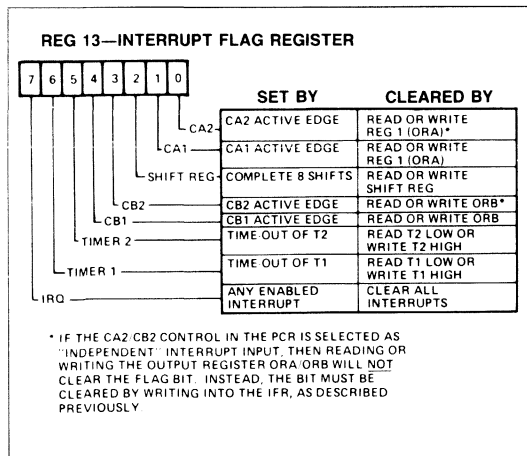 REG 13—INTERRUPT FLAG REGISTER
7 6 5 4 3 2 1 0
SET BY CLEARED BY
CA2 CA2 ACTIVE EDGE READ OR WRITE
REG 1 (ORA)*
CA1 CA1 ACTIVE EDGE READ OR WRITE
REG 1 (ORA)
SHIFT REG COMPLETE 8 SHIFTS READ OR WRITE
SHIFT REG
CB2 CB2 ACTIVE EDGE READ OR WRITE ORB*
CB1 CB1 ACTIVE EDGE READ OR WRITE ORB
TIMER 2 TIME-OUT OF T2 READ T2 LOW OR
WRITE T2 HIGH
TIMER 1 TIME-OUT OF T1 READ T1 LOW OR
WRITE T1 HIGH
IRQ ANY ENABLED CLEAR ALL
INTERRUPT INTERRUPTS
* IF THE CA2/CB2 CONTROL IN THE PCR IS SELECTED AS
"INDEPENDENT" INTERRUPT INPUT, THEN READING OR
WRITING THE OUTPUT REGISTER ORA/ORB WILL NOT
CLEAR THE FLAG BIT. INSTEAD, THE BIT MUST BE
CLEARED BY WRITING INTO THE IFR, AS DESCRIBED
PREVIOUSLY.